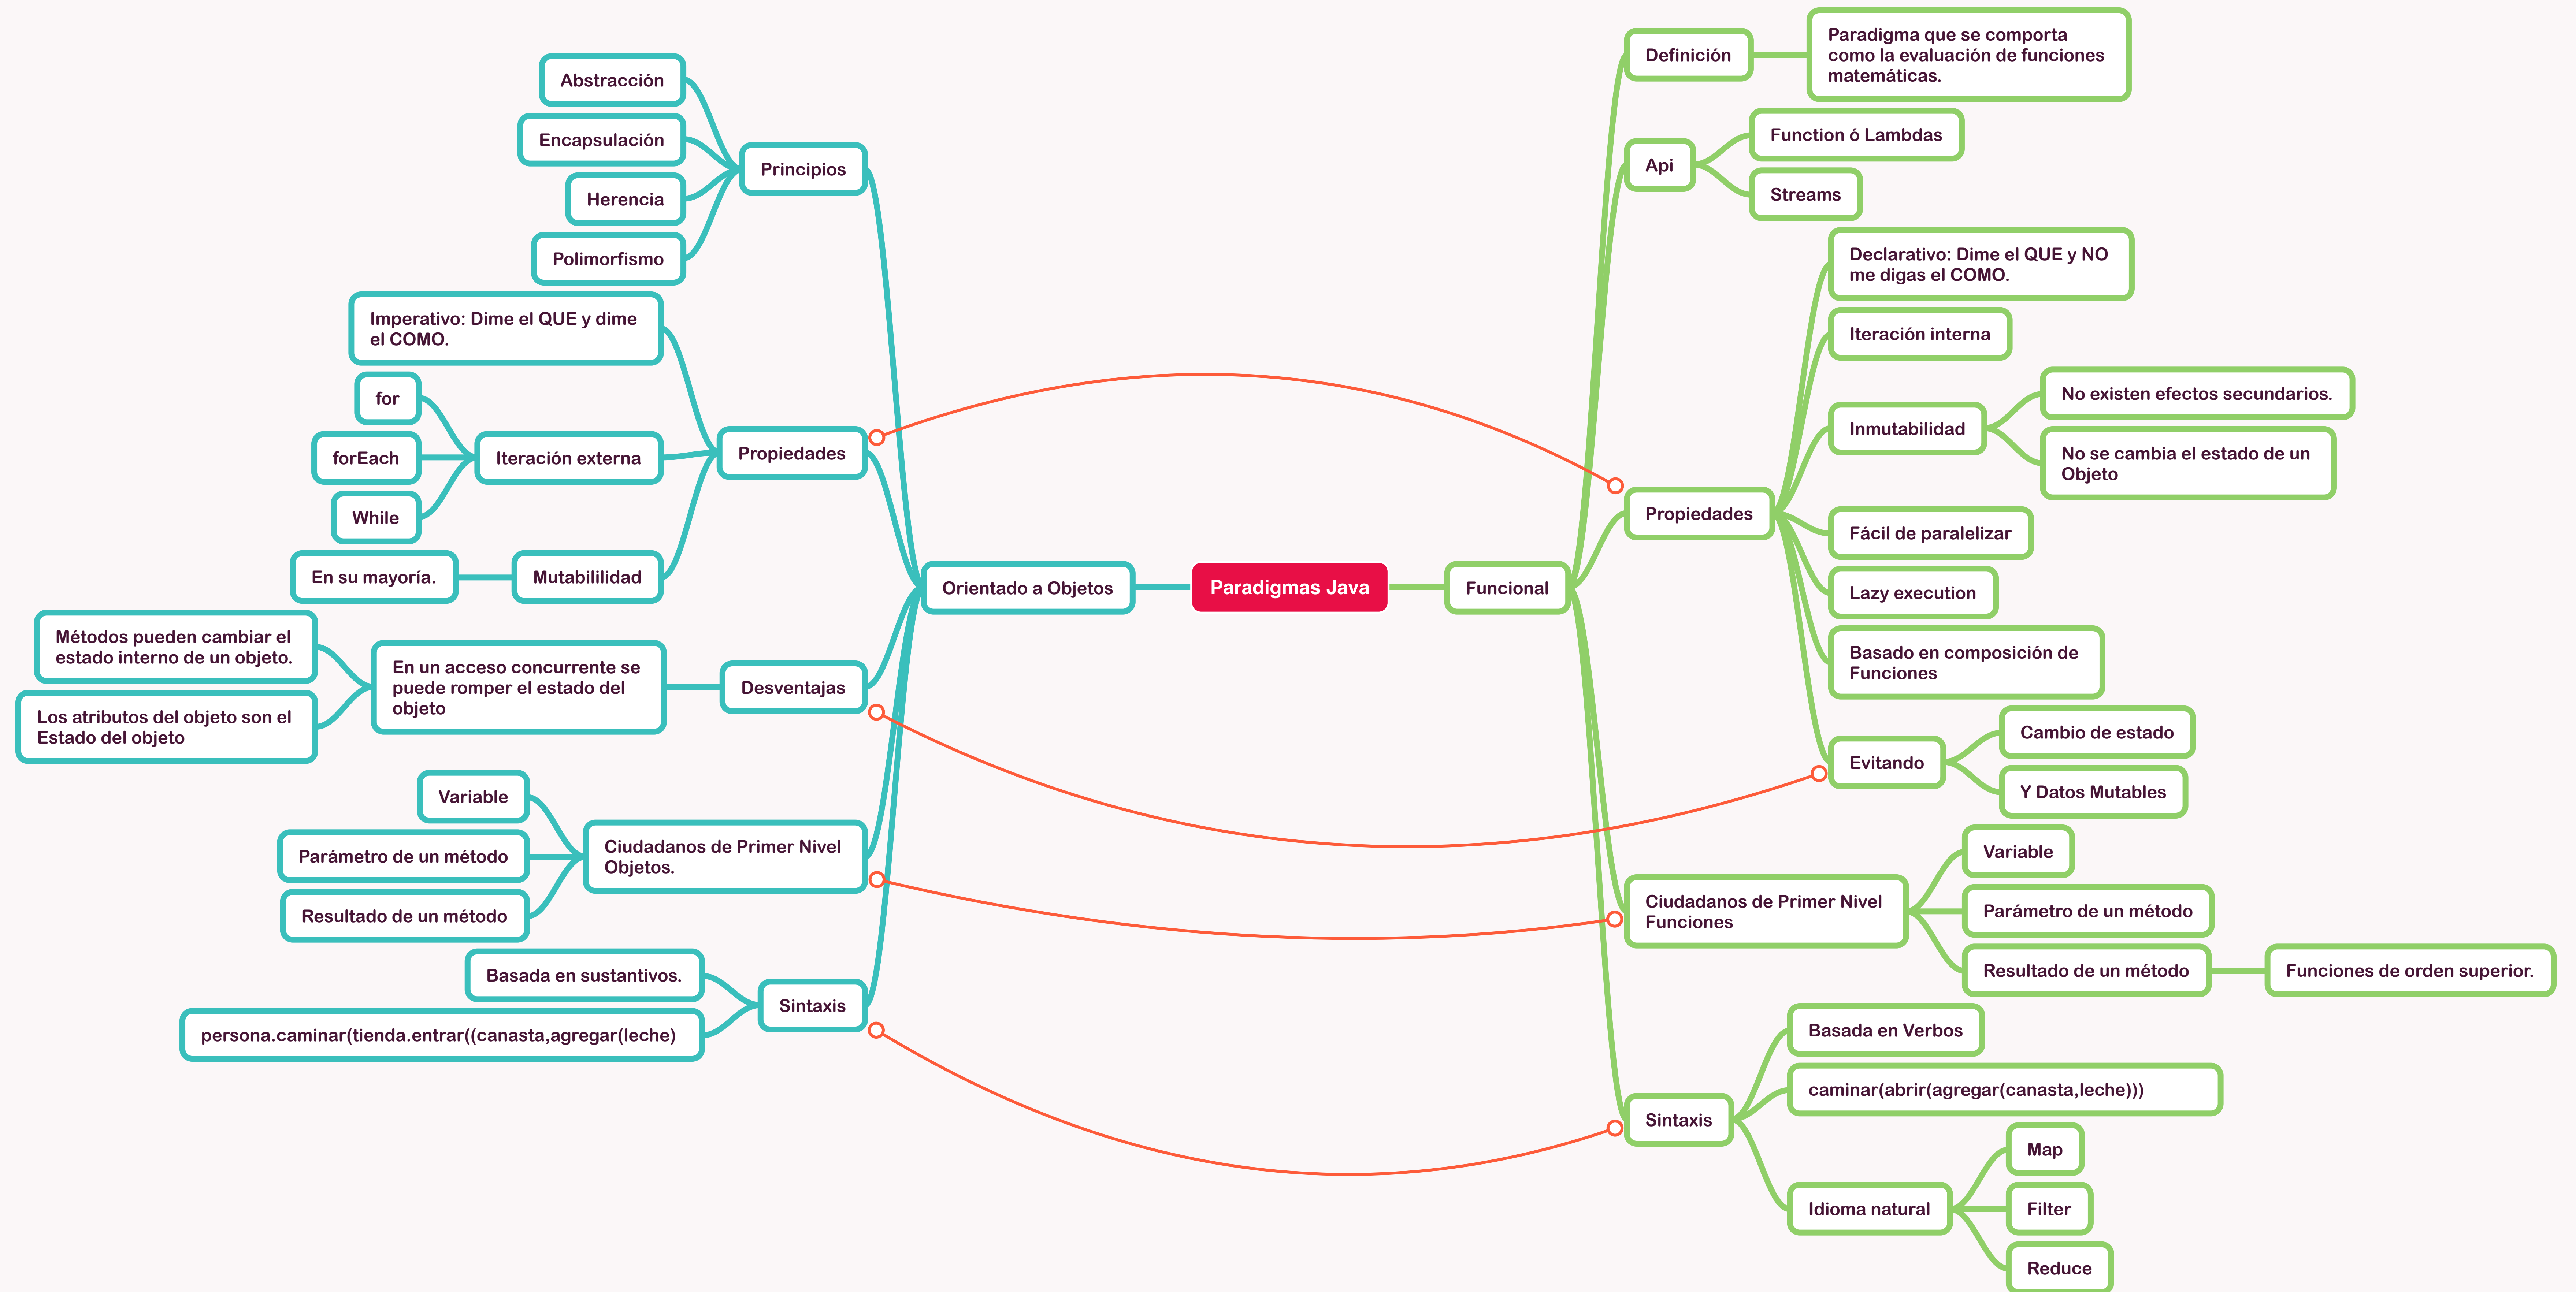 Paradigmas Java
Orientado a Objetos
Principios
Abstracción
Encapsulación
Herencia
Polimorfismo
Propiedades
Imperativo: Dime el QUE y dime
el COMO.
Iteración externa
for
forEach
While
Mutabililidad
En su mayoría.
Desventajas
En un acceso concurrente se
puede romper el estado del
objeto
Métodos pueden cambiar el
estado interno de un objeto.
Los atributos del objeto son el
Estado del objeto
Ciudadanos de Primer Nivel
Objetos.
Variable
Parámetro de un método
Resultado de un método
Sintaxis
Basada en sustantivos.
persona.caminar(tienda.entrar((canasta,agregar(leche)
Funcional
Definición
Paradigma que se comporta
como la evaluación de funciones
matemáticas.
Api
Function ó Lambdas
Streams
Propiedades
Declarativo: Dime el QUE y NO
me digas el COMO.
Iteración interna
Inmutabilidad
No existen efectos secundarios.
No se cambia el estado de un
Objeto
Fácil de paralelizar
Lazy execution
Basado en composición de
Funciones
Evitando
Cambio de estado
Y Datos Mutables
Ciudadanos de Primer Nivel
Funciones
Variable
Parámetro de un método
Resultado de un método
Funciones de orden superior.
Sintaxis
Basada en Verbos
caminar(abrir(agregar(canasta,leche)))
Idioma natural
Map
Filter
Reduce